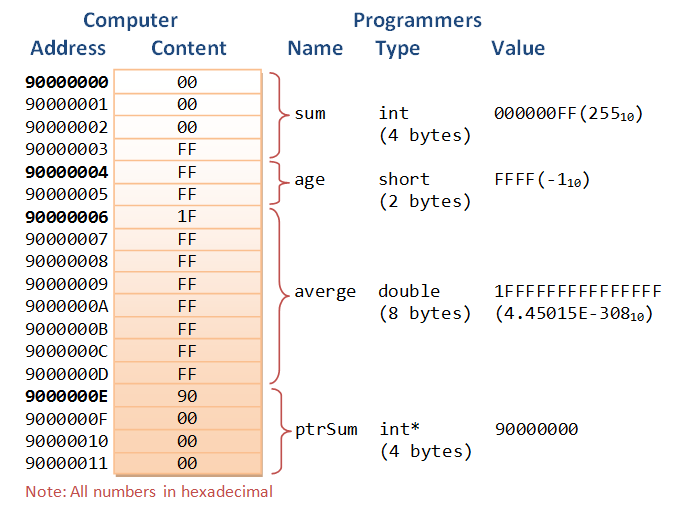 Computer Programmers
Address Content Name Type Value
90000000 00
90000001 00
sum int 000000FF(255₁₀)
90000002 00
(4 bytes)
90000003 FF
90000004 FF
age short FFFF(-1₁₀)
90000005 FF
(2 bytes)
90000006 1F
90000007 FF
90000008 FF
90000009 FF
averge double 1FFFFFFFFFFFFFFF
9000000A FF
(8 bytes) (4.45015E-308₁₀)
9000000B FF
9000000C FF
9000000D FF
9000000E 90
9000000F 00
ptrSum int* 90000000
90000010 00
(4 bytes)
90000011 00
Note: All numbers in hexadecimal